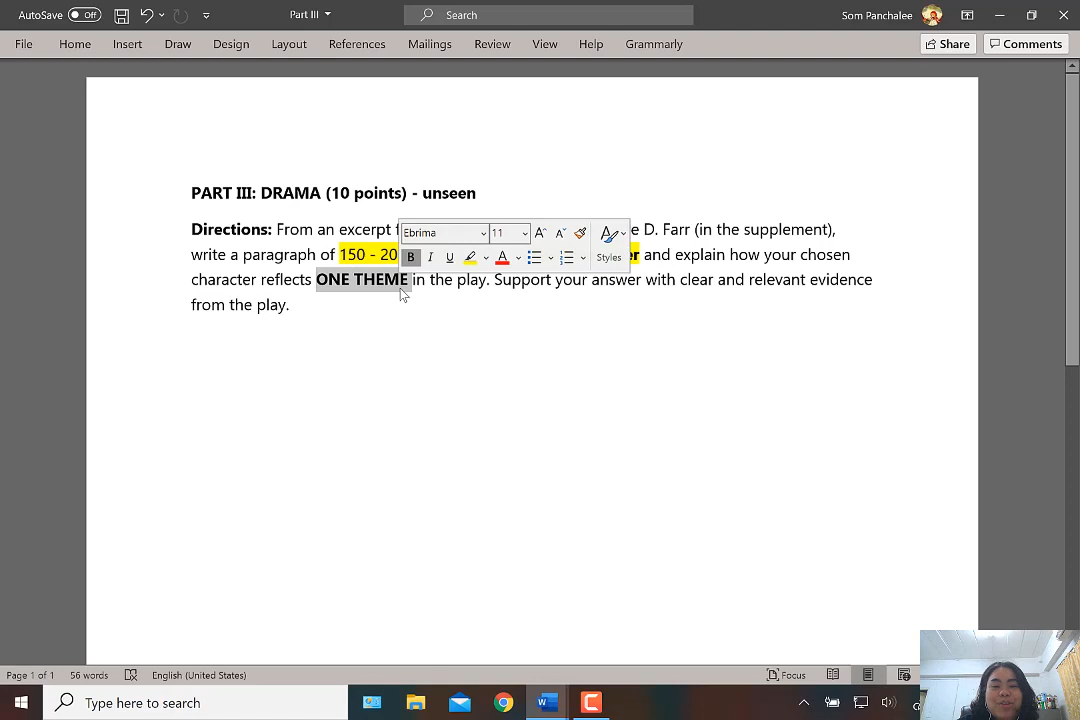 AutoSave Off Part III Search Som Panchalee
File Home Insert Draw Design Layout References Mailings Review View Help Grammarly Share Comments
PART III: DRAMA (10 points) - unseen
Directions: From an excerpt e D. Farr (in the supplement),
Ebrima 11
write a paragraph of 150 - 20 and explain how your chosen
B I U A Styles
character reflects ONE THEME in the play. Support your answer with clear and relevant evidence
from the play.
Page 1 of 1 56 words English (United States) Focus
Type here to search